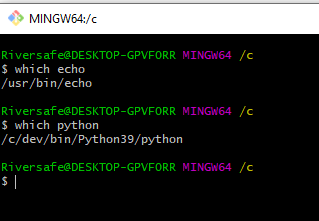 MINGW64:/c
Riversafe@DESKTOP-GPVFORR MINGW64 /c
$ which echo
/usr/bin/echo
Riversafe@DESKTOP-GPVFORR MINGW64 /c
$ which python
/c/dev/bin/Python39/python
Riversafe@DESKTOP-GPVFORR MINGW64 /c
$